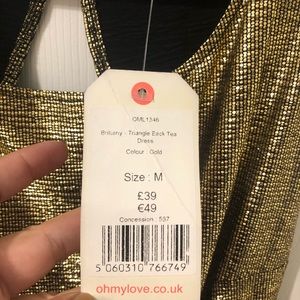 OML1346
Brittany : Triangle Back Tea
Dress
Colour : Gold
Size : M
£39
€49
Concession : 537
5 060310 766749
ohmylove.co.uk